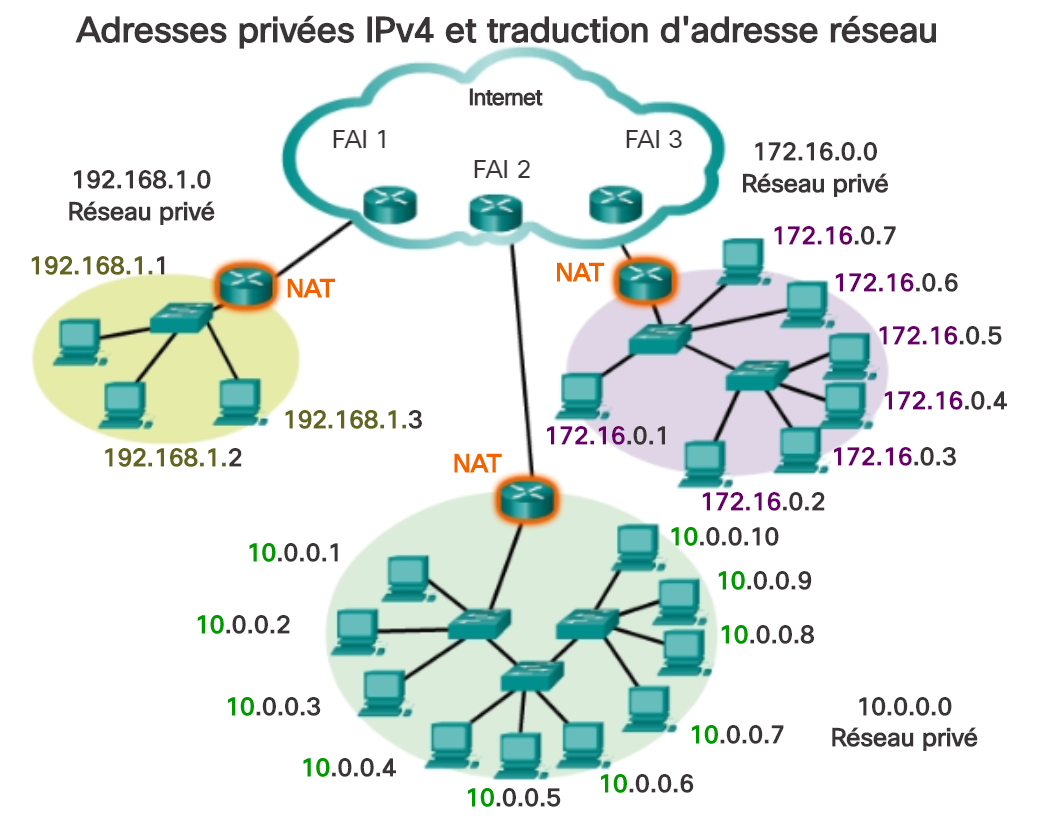 Adresses privées IPv4 et traduction d'adresse réseau
Internet
FAI 1
FAI 2
FAI 3
192.168.1.0
Réseau privé
172.16.0.0
Réseau privé
192.168.1.1
NAT
192.168.1.2
192.168.1.3
NAT
172.16.0.7
172.16.0.6
172.16.0.5
172.16.0.4
172.16.0.3
172.16.0.2
172.16.0.1
NAT
10.0.0.1
10.0.0.2
10.0.0.3
10.0.0.4
10.0.0.5
10.0.0.6
10.0.0.7
10.0.0.8
10.0.0.9
10.0.0.10
10.0.0.0
Réseau privé